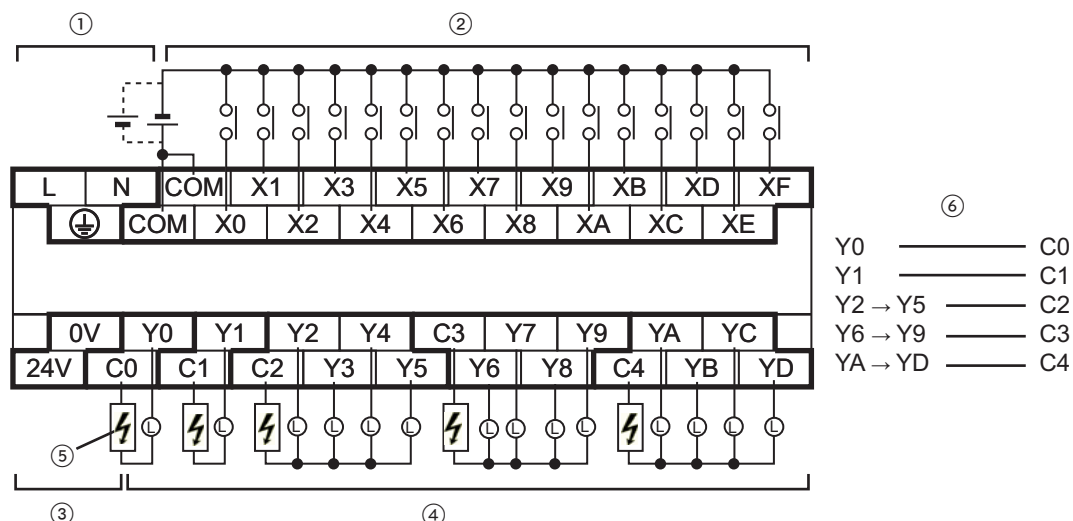 ① ②
L N COM X1 X3 X5 X7 X9 XB XD XF
COM X0 X2 X4 X6 X8 XA XC XE
0V Y0 Y1 Y2 Y4 C3 Y7 Y9 YA YC
24V C0 C1 C2 Y3 Y5 Y6 Y8 C4 YB YD
L L L L L L L L L L L L L L
⑤
③ ④
⑥
Y0 C0
Y1 C1
Y2 → Y5 C2
Y6 → Y9 C3
YA → YD C4